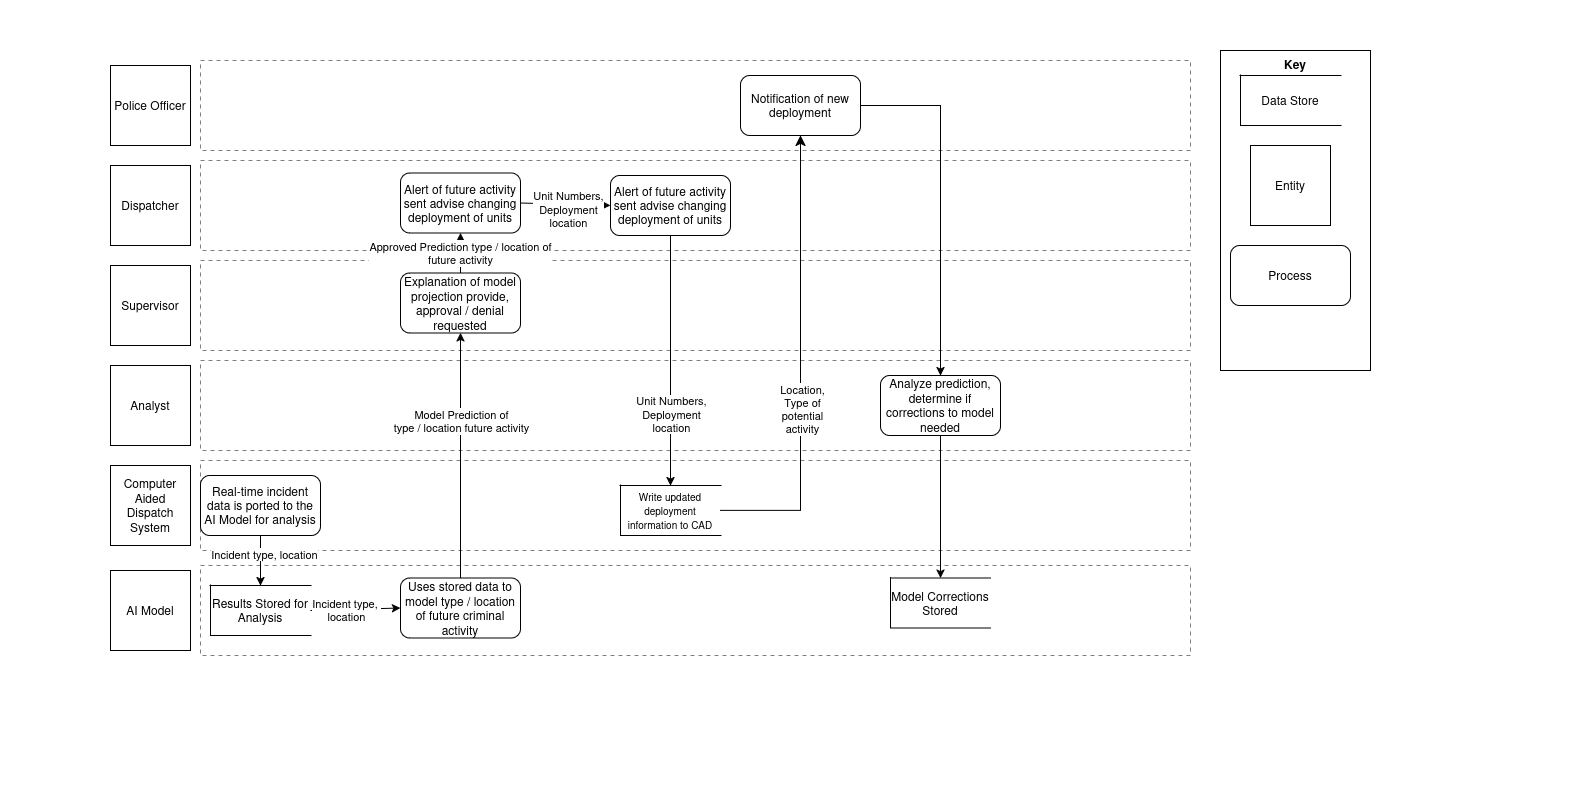 Key
Data Store
Entity
Process
Police Officer
Notification of new
deployment
Dispatcher
Alert of future activity
sent advise changing
deployment of units
Unit Numbers,
Deployment
location
Alert of future activity
sent advise changing
deployment of units
Approved Prediction type / location of
future activity
Supervisor
Explanation of model
projection provide,
approval / denial
requested
Analyst
Model Prediction of
type / location future activity
Unit Numbers,
Deployment
location
Location,
Type of
potential
activity
Analyze prediction,
determine if
corrections to model
needed
Computer
Aided
Dispatch
System
Real-time incident
data is ported to the
AI Model for analysis
Write updated
deployment
information to CAD
Incident type, location
AI Model
Results Stored for
Analysis
Incident type,
location
Uses stored data to
model type / location
of future criminal
activity
Model Corrections
Stored